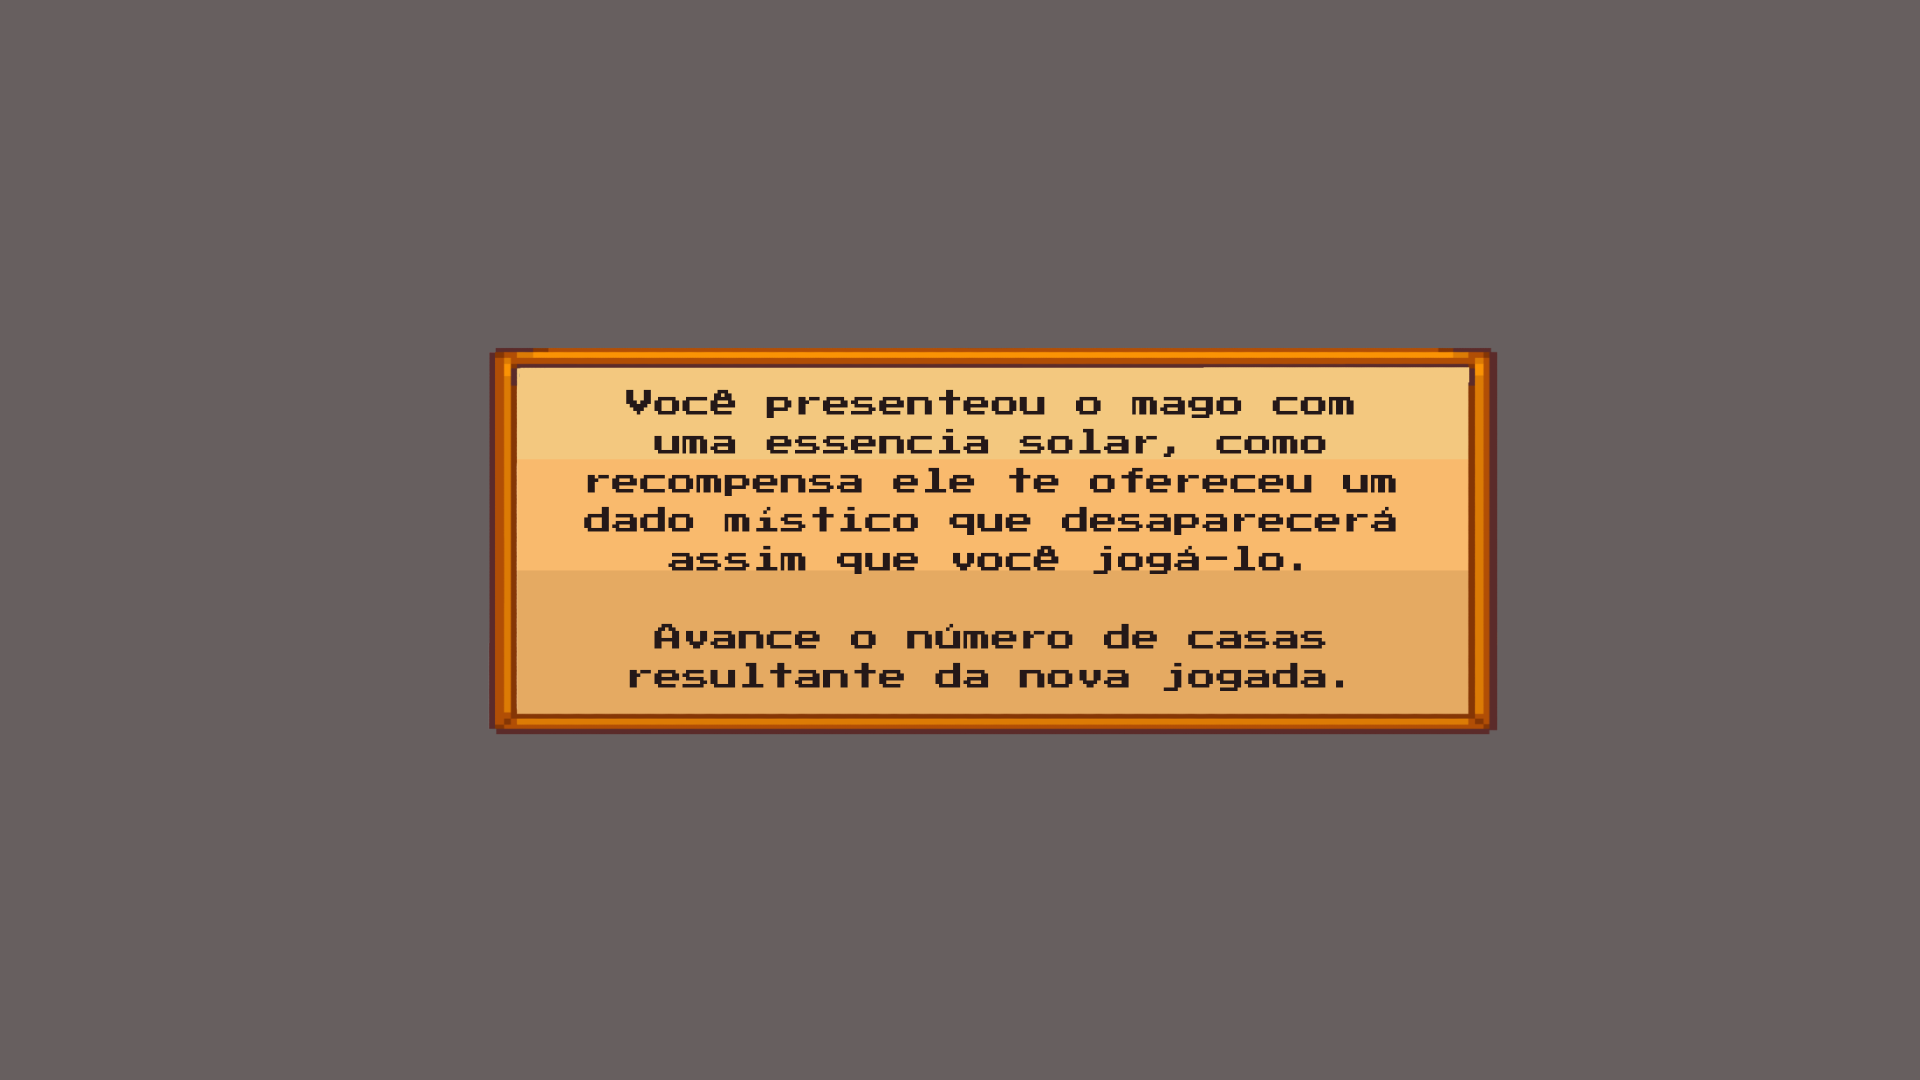 Você presenteou o mago com
uma essencia solar, como
recompensa ele te ofereceu um
dado místico que desaparecerá
assim que você jogá-lo.
Avance o número de casas
resultante da nova jogada.